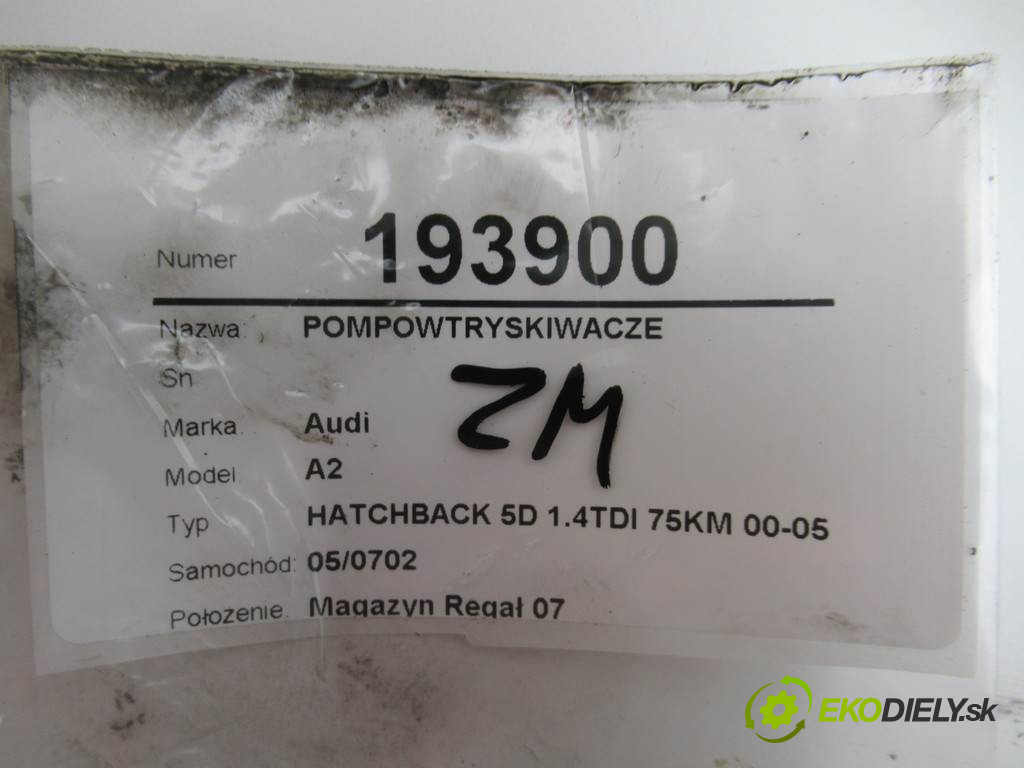 Numer 193900
Nazwa: POMPOWTRYSKIWACZE
Sn
ZM
Marka: Audi
Model A2
Typ HATCHBACK 5D 1.4TDI 75KM 00-05
Samochód: 05/0702
Położenie: Magazyn Regał 07
EKODIELY.sk